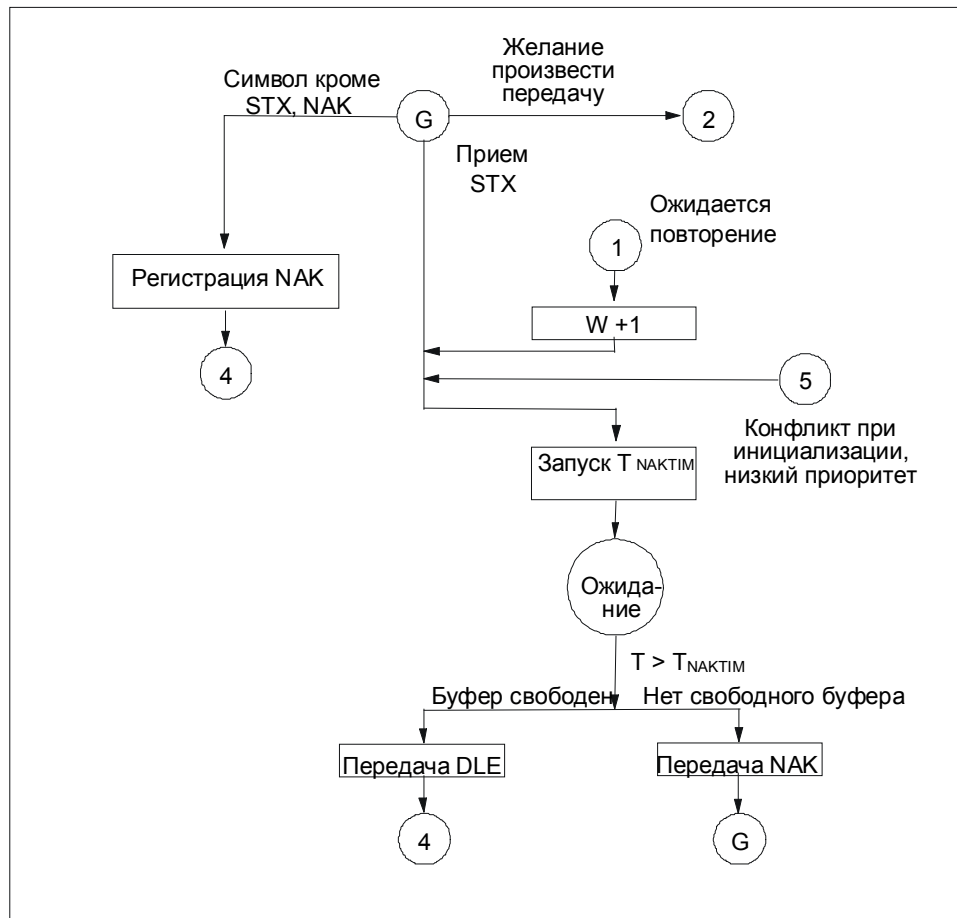 Желание
произвести
передачу
Символ кроме
STX, NAK
G
2
Прием
STX
Ожидается
повторение
1
Регистрация NAK
W +1
4
5
Конфликт при
инициализации,
низкий приоритет
Запуск T NAKTIM
Ожида-
ние
T > TNAKTIM
Буфер свободен
Нет свободного буфера
Передача DLE
Передача NAK
4
G